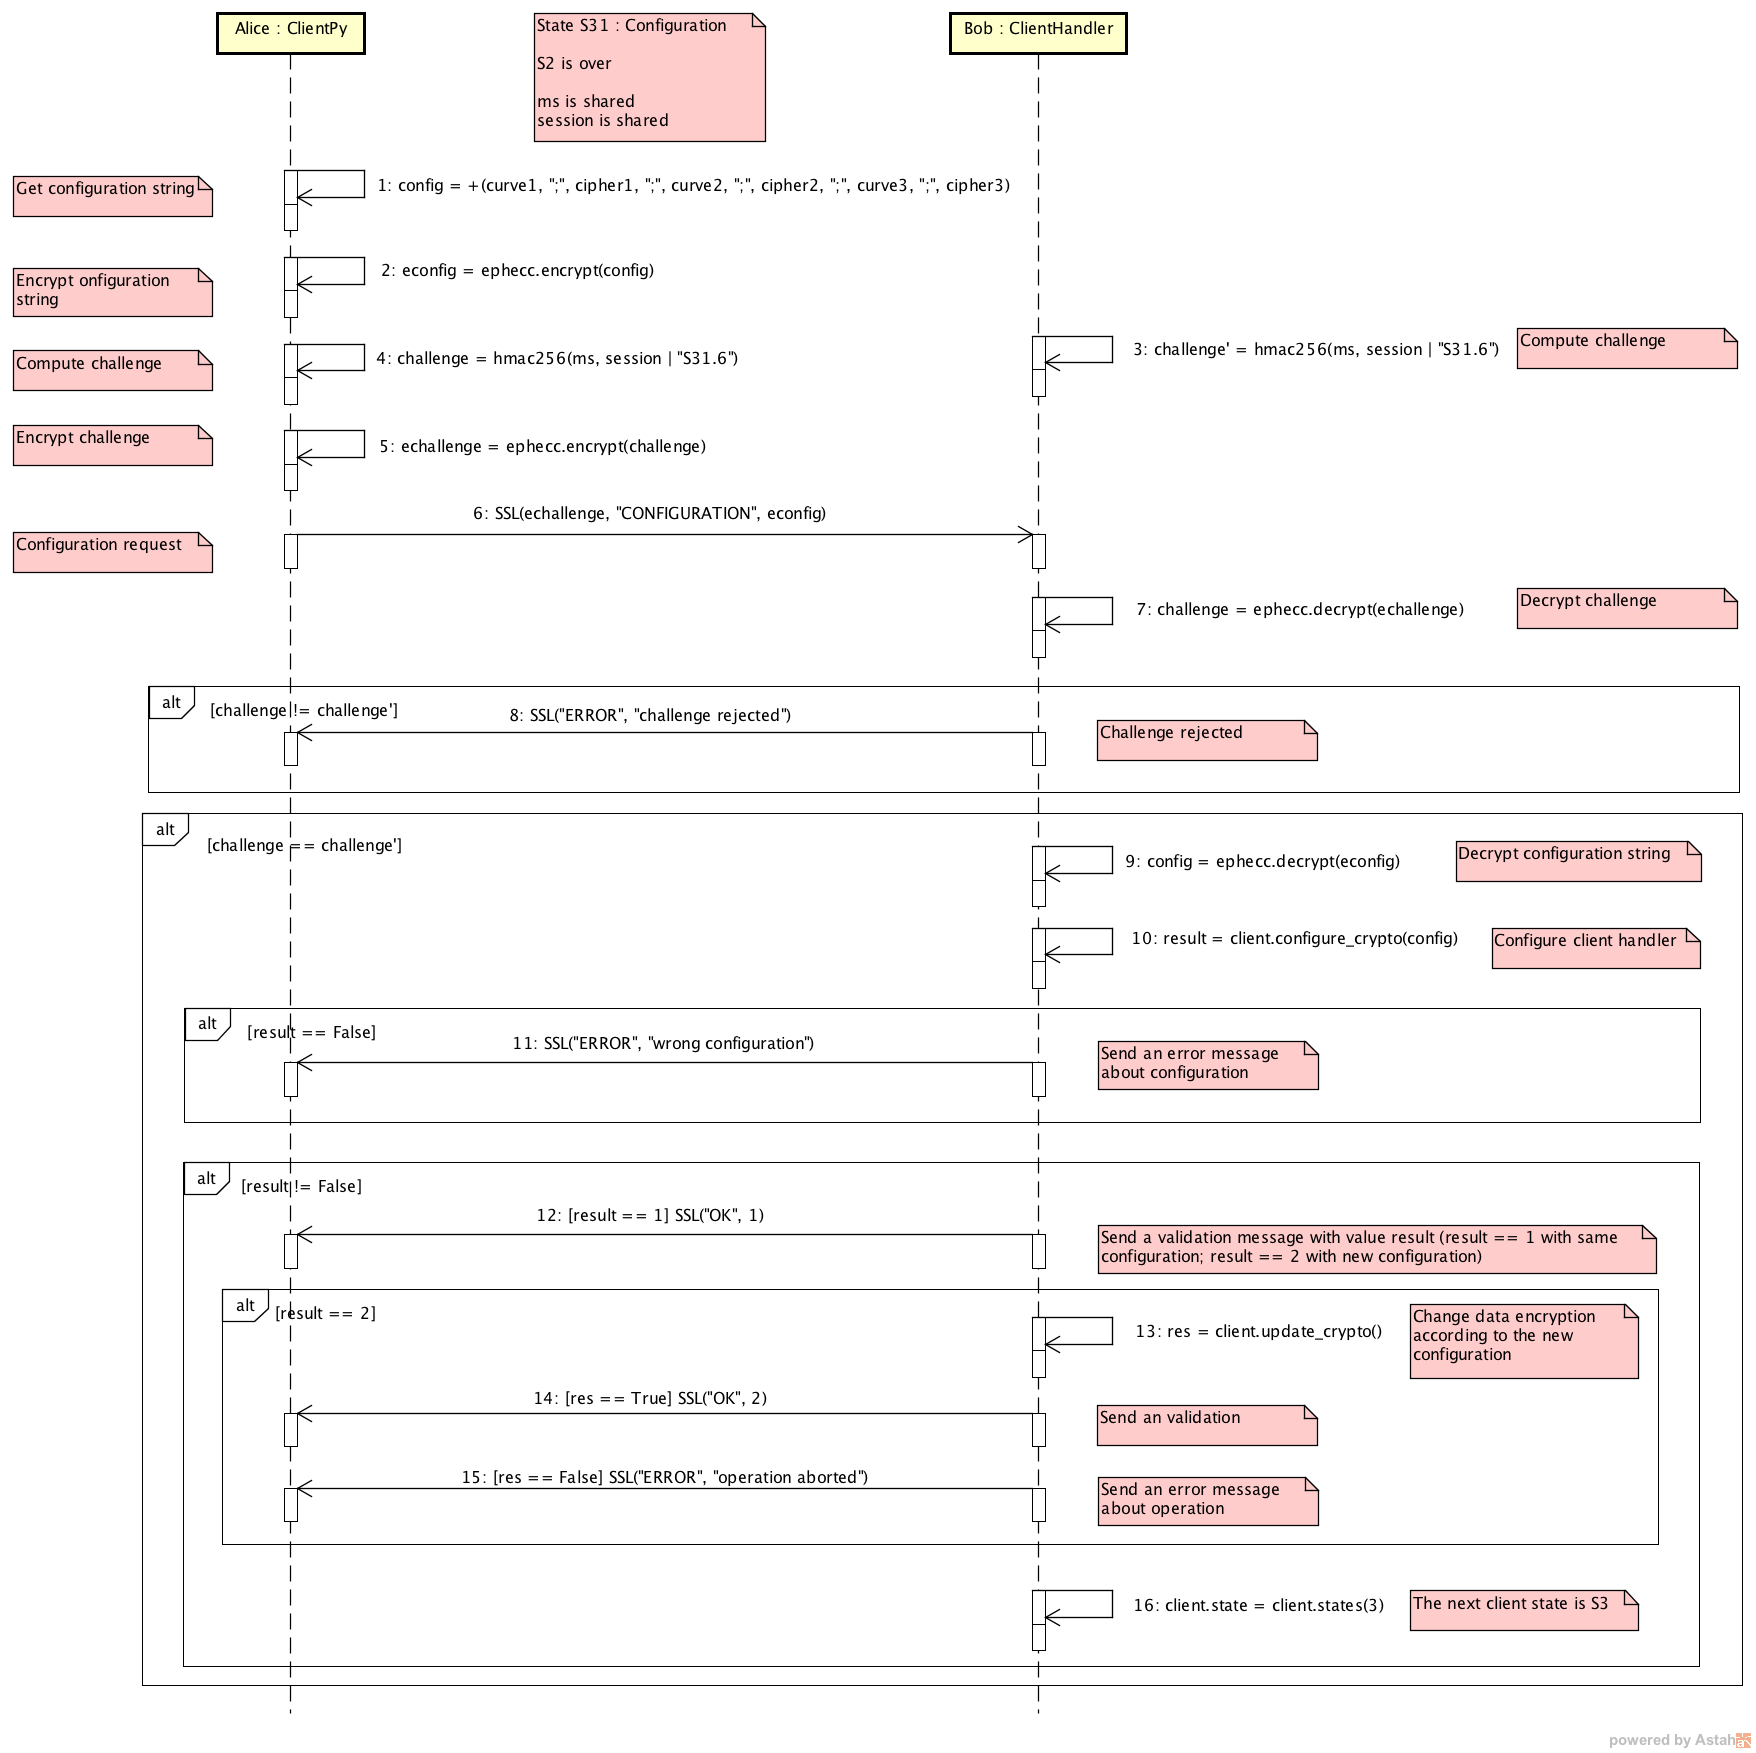 Alice : ClientPy
State S31 : Configuration
S2 is over
ms is shared
session is shared
Bob : ClientHandler
Get configuration string
1: config = +(curve1, ";", cipher1, ";", curve2, ";", cipher2, ";", curve3, ";", cipher3)
Encrypt onfiguration
string
2: econfig = ephecc.encrypt(config)
3: challenge' = hmac256(ms, session | "S31.6")
Compute challenge
Compute challenge
4: challenge = hmac256(ms, session | "S31.6")
Encrypt challenge
5: echallenge = ephecc.encrypt(challenge)
6: SSL(echallenge, "CONFIGURATION", econfig)
Configuration request
7: challenge = ephecc.decrypt(echallenge)
Decrypt challenge
alt
[challenge != challenge']
8: SSL("ERROR", "challenge rejected")
Challenge rejected
alt
[challenge == challenge']
9: config = ephecc.decrypt(econfig)
Decrypt configuration string
10: result = client.configure_crypto(config)
Configure client handler
alt
[result == False]
11: SSL("ERROR", "wrong configuration")
Send an error message
about configuration
alt
[result != False]
12: [result == 1] SSL("OK", 1)
Send a validation message with value result (result == 1 with same
configuration; result == 2 with new configuration)
alt
[result == 2]
13: res = client.update_crypto()
Change data encryption
according to the new
configuration
14: [res == True] SSL("OK", 2)
Send an validation
15: [res == False] SSL("ERROR", "operation aborted")
Send an error message
about operation
16: client.state = client.states(3)
The next client state is S3
powered by Astah